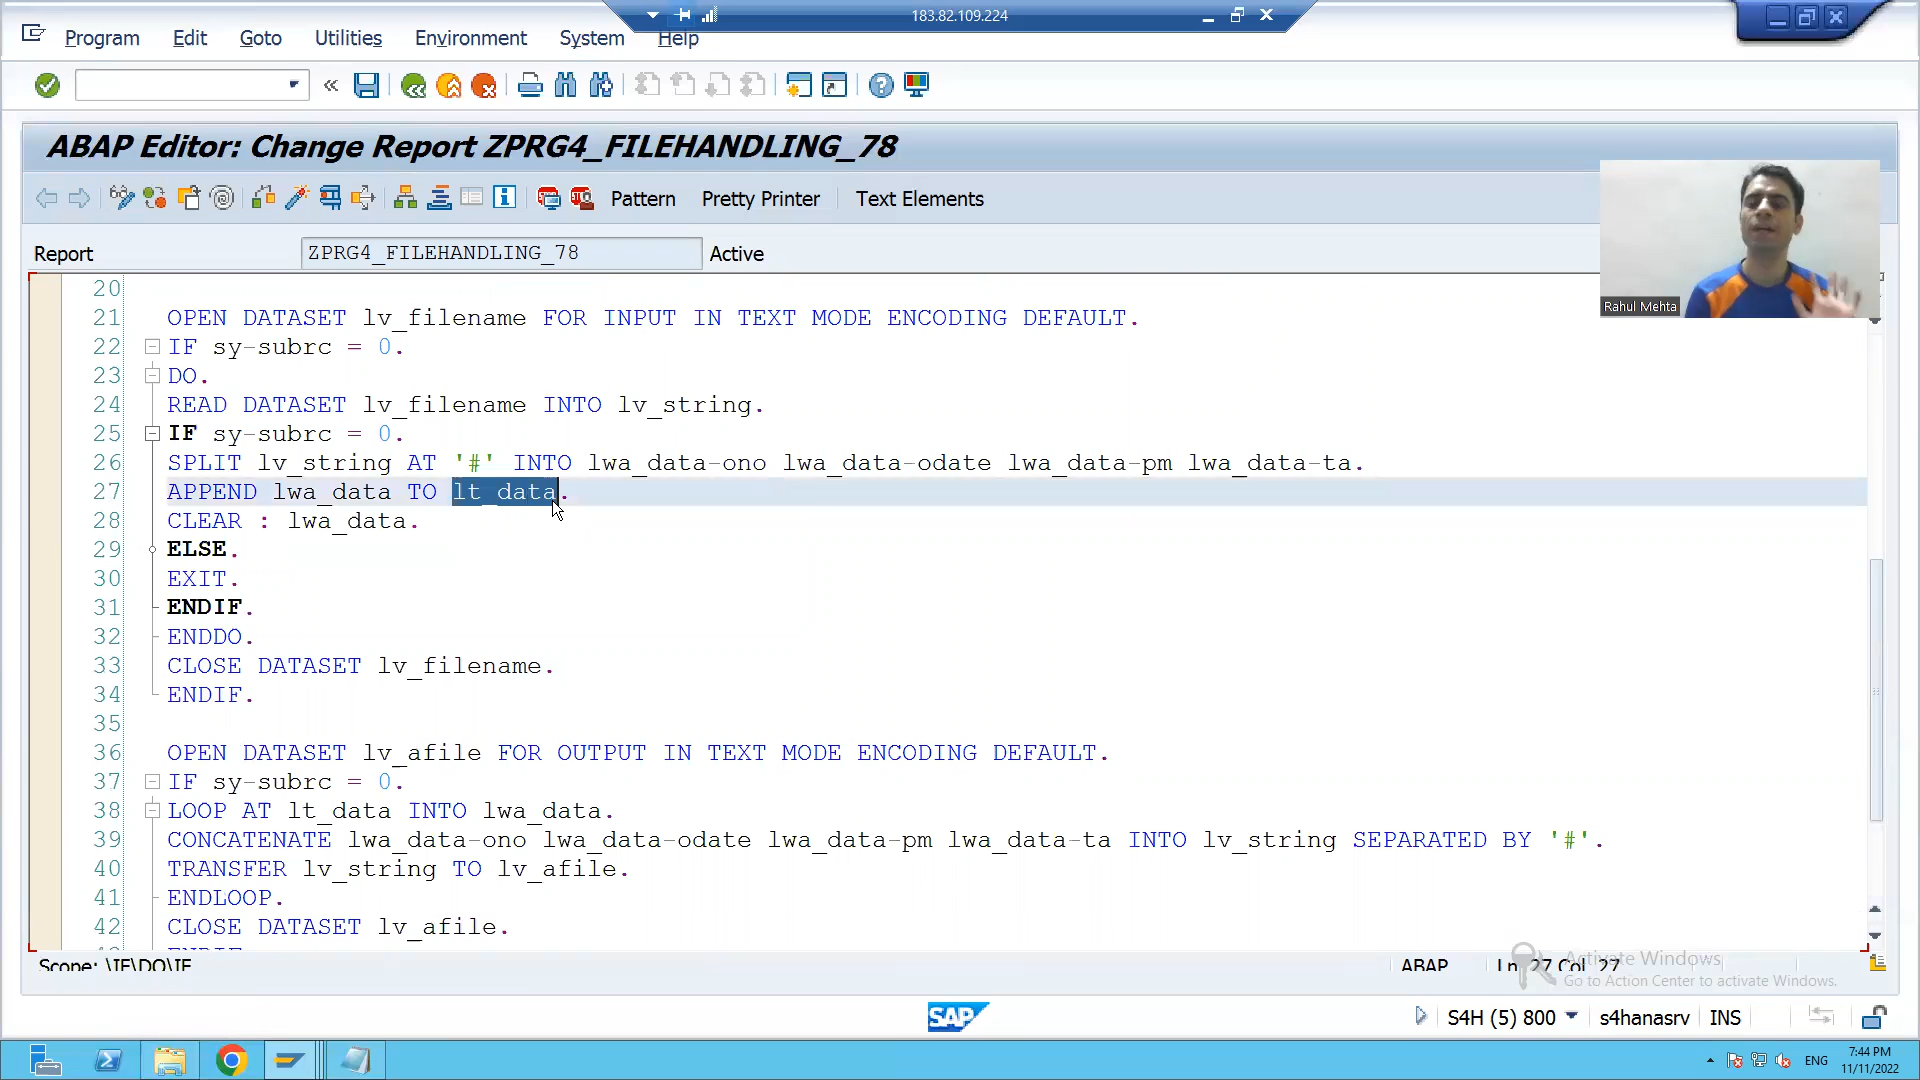 183.82.109.224
Program Edit Goto Utilities Environment System Help
ABAP Editor: Change Report ZPRG4_FILEHANDLING_78
Pattern Pretty Printer Text Elements
Report ZPRG4_FILEHANDLING_78 Active
Rahul Mehta
20
21 OPEN DATASET lv_filename FOR INPUT IN TEXT MODE ENCODING DEFAULT.
22 IF sy-subrc = 0.
23 DO.
24 READ DATASET lv_filename INTO lv_string.
25 IF sy-subrc = 0.
26 SPLIT lv_string AT '#' INTO lwa_data-ono lwa_data-odate lwa_data-pm lwa_data-ta.
27 APPEND lwa_data TO lt_data.
28 CLEAR : lwa_data.
29 ELSE.
30 EXIT.
31 ENDIF.
32 ENDDO.
33 CLOSE DATASET lv_filename.
34 ENDIF.
35
36 OPEN DATASET lv_afile FOR OUTPUT IN TEXT MODE ENCODING DEFAULT.
37 IF sy-subrc = 0.
38 LOOP AT lt_data INTO lwa_data.
39 CONCATENATE lwa_data-ono lwa_data-odate lwa_data-pm lwa_data-ta INTO lv_string SEPARATED BY '#'.
40 TRANSFER lv_string TO lv_afile.
41 ENDLOOP.
42 CLOSE DATASET lv_afile.
Scope: \IF\DO\IF ABAP Ln 27 Col 27
Activate Windows
Go to Action Center to activate Windows.
SAP S4H (5) 800 s4hanasrv INS
ENG 7:44 PM
11/11/2022